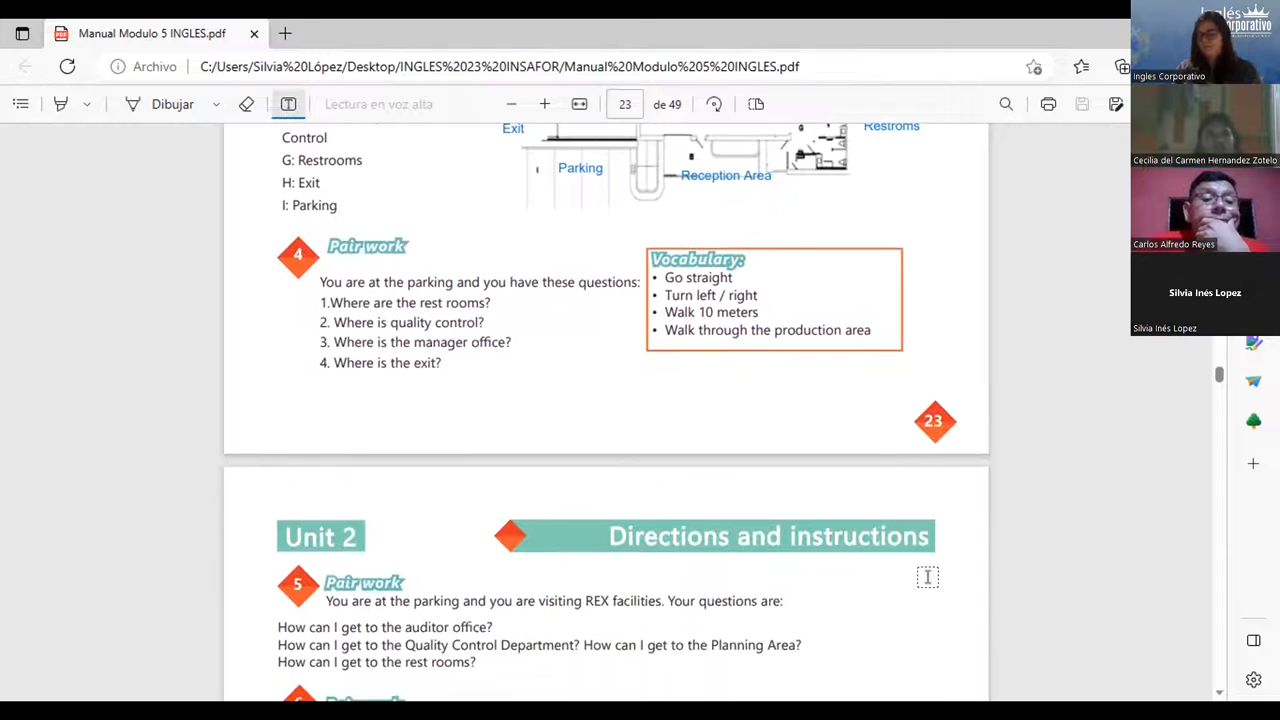 Manual Modulo 5 INGLES.pdf
Archivo
C:/Users/Silvia%20López/Desktop/INGLES%2023%20INSAFOR/Manual%20Modulo%205%20INGLES.pdf
Dibujar
Lectura en voz alta
23
de 49
Control
G: Restrooms
H: Exit
I: Parking
Exit
Parking
Reception Area
Restroms
4
Pair work
You are at the parking and you have these questions:
1.Where are the rest rooms?
2. Where is quality control?
3. Where is the manager office?
4. Where is the exit?
Vocabulary:
• Go straight
• Turn left / right
• Walk 10 meters
• Walk through the production area
23
Unit 2
Directions and instructions
5
Pair work
You are at the parking and you are visiting REX facilities. Your questions are:
How can I get to the auditor office?
How can I get to the Quality Control Department? How can I get to the Planning Area?
How can I get to the rest rooms?
Ingles Corporativo
Cecilia del Carmen Hernandez Zotelo
Carlos Alfredo Reyes
Silvia Inés Lopez
Silvia Inés Lopez